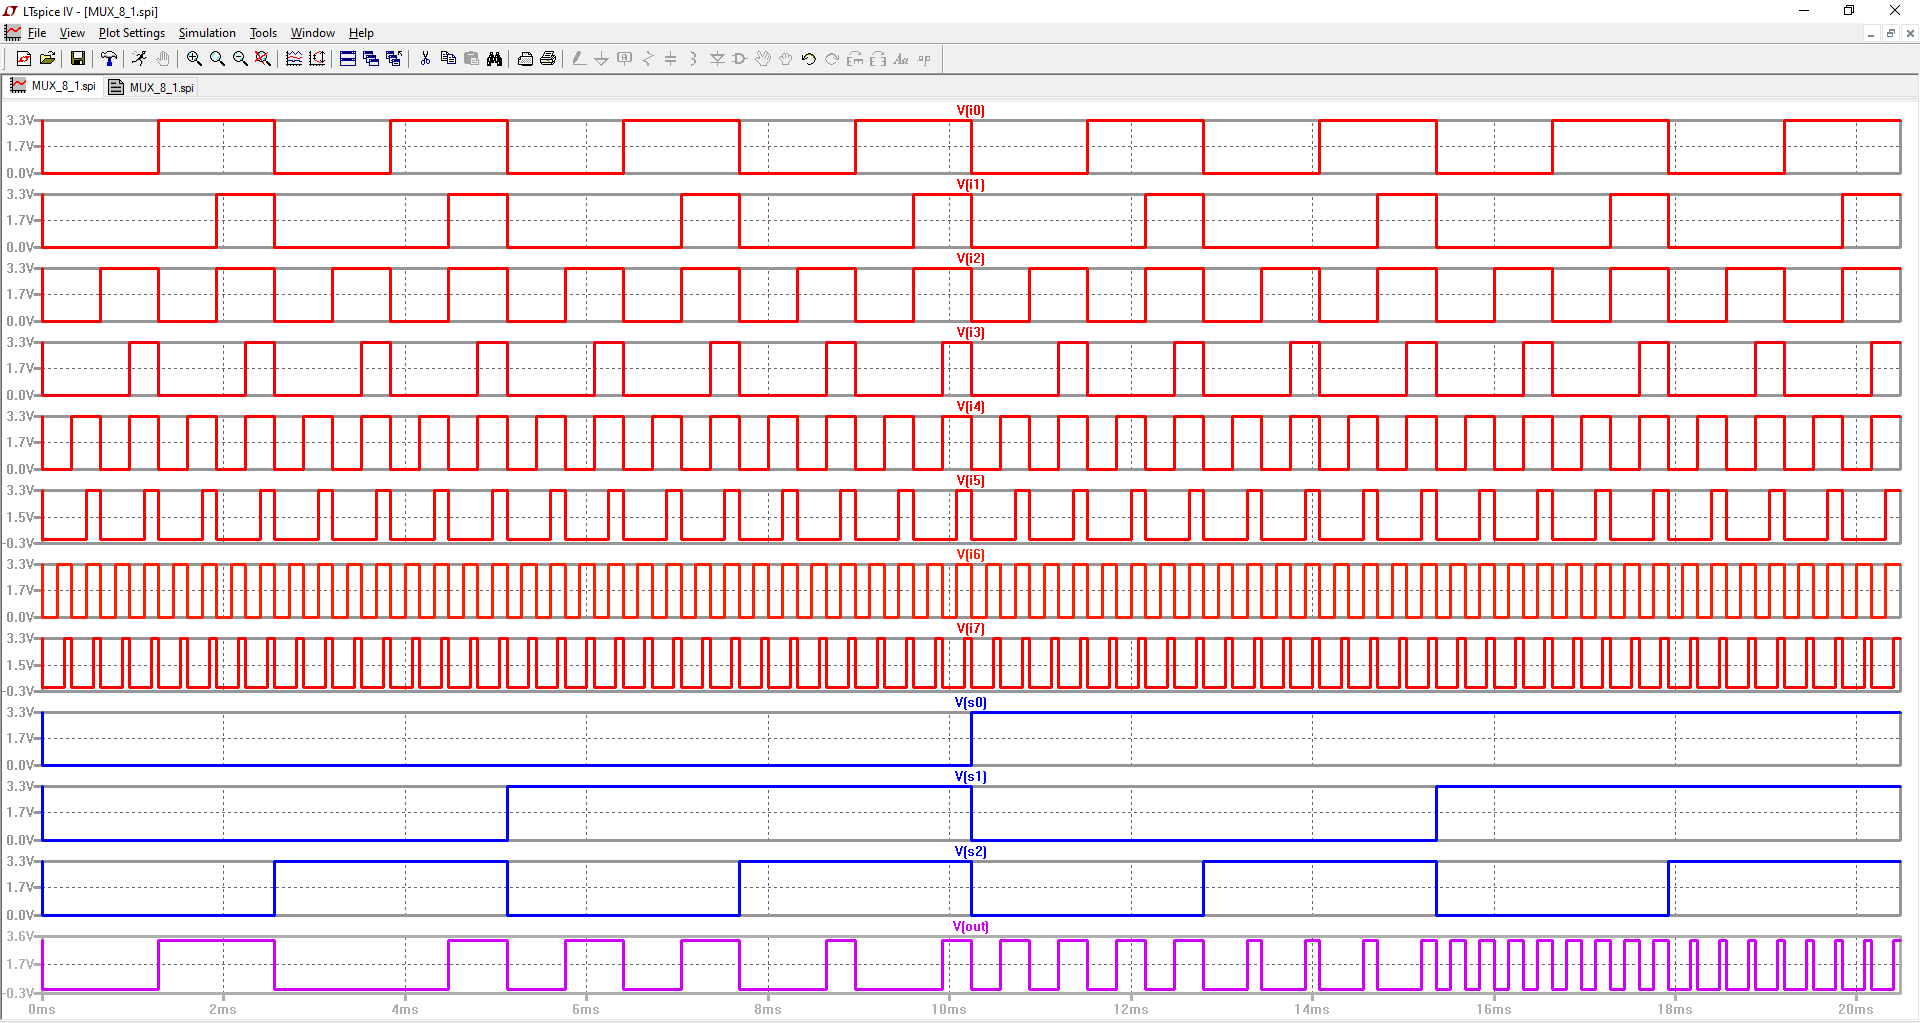 LTspice IV - [MUX_8_1.spi]
File View Plot Settings Simulation Tools Window Help
MUX_8_1.spi MUX_8_1.spi
V(i0)
3.3V
1.7V
0.0V
V(i1)
3.3V
1.7V
0.0V
V(i2)
3.3V
1.7V
0.0V
V(i3)
3.3V
1.7V
0.0V
V(i4)
3.3V
1.7V
0.0V
V(i5)
3.3V
1.5V
-0.3V
V(i6)
3.3V
1.7V
0.0V
V(i7)
3.3V
1.5V
-0.3V
V(s0)
3.3V
1.7V
0.0V
V(s1)
3.3V
1.7V
0.0V
V(s2)
3.3V
1.7V
0.0V
V(out)
3.6V
1.7V
-0.3V
0ms 2ms 4ms 6ms 8ms 10ms 12ms 14ms 16ms 18ms 20ms